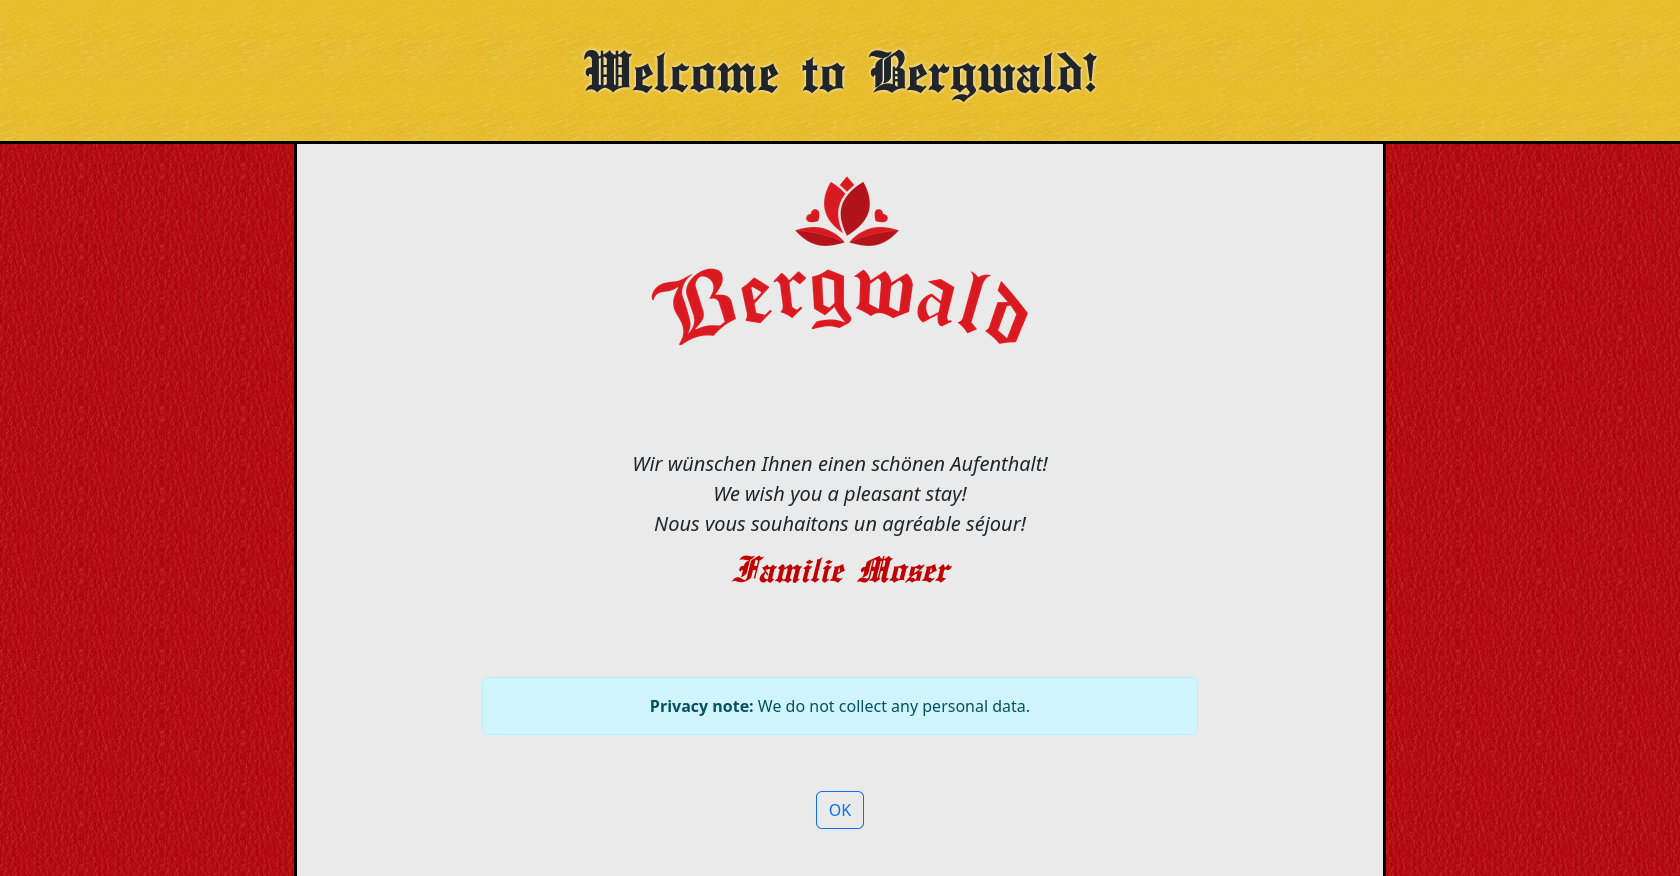 Welcome to Bergwald!
Bergwald
Wir wünschen Ihnen einen schönen Aufenthalt!
We wish you a pleasant stay!
Nous vous souhaitons un agréable séjour!
Familie Moser
Privacy note: We do not collect any personal data.
OK